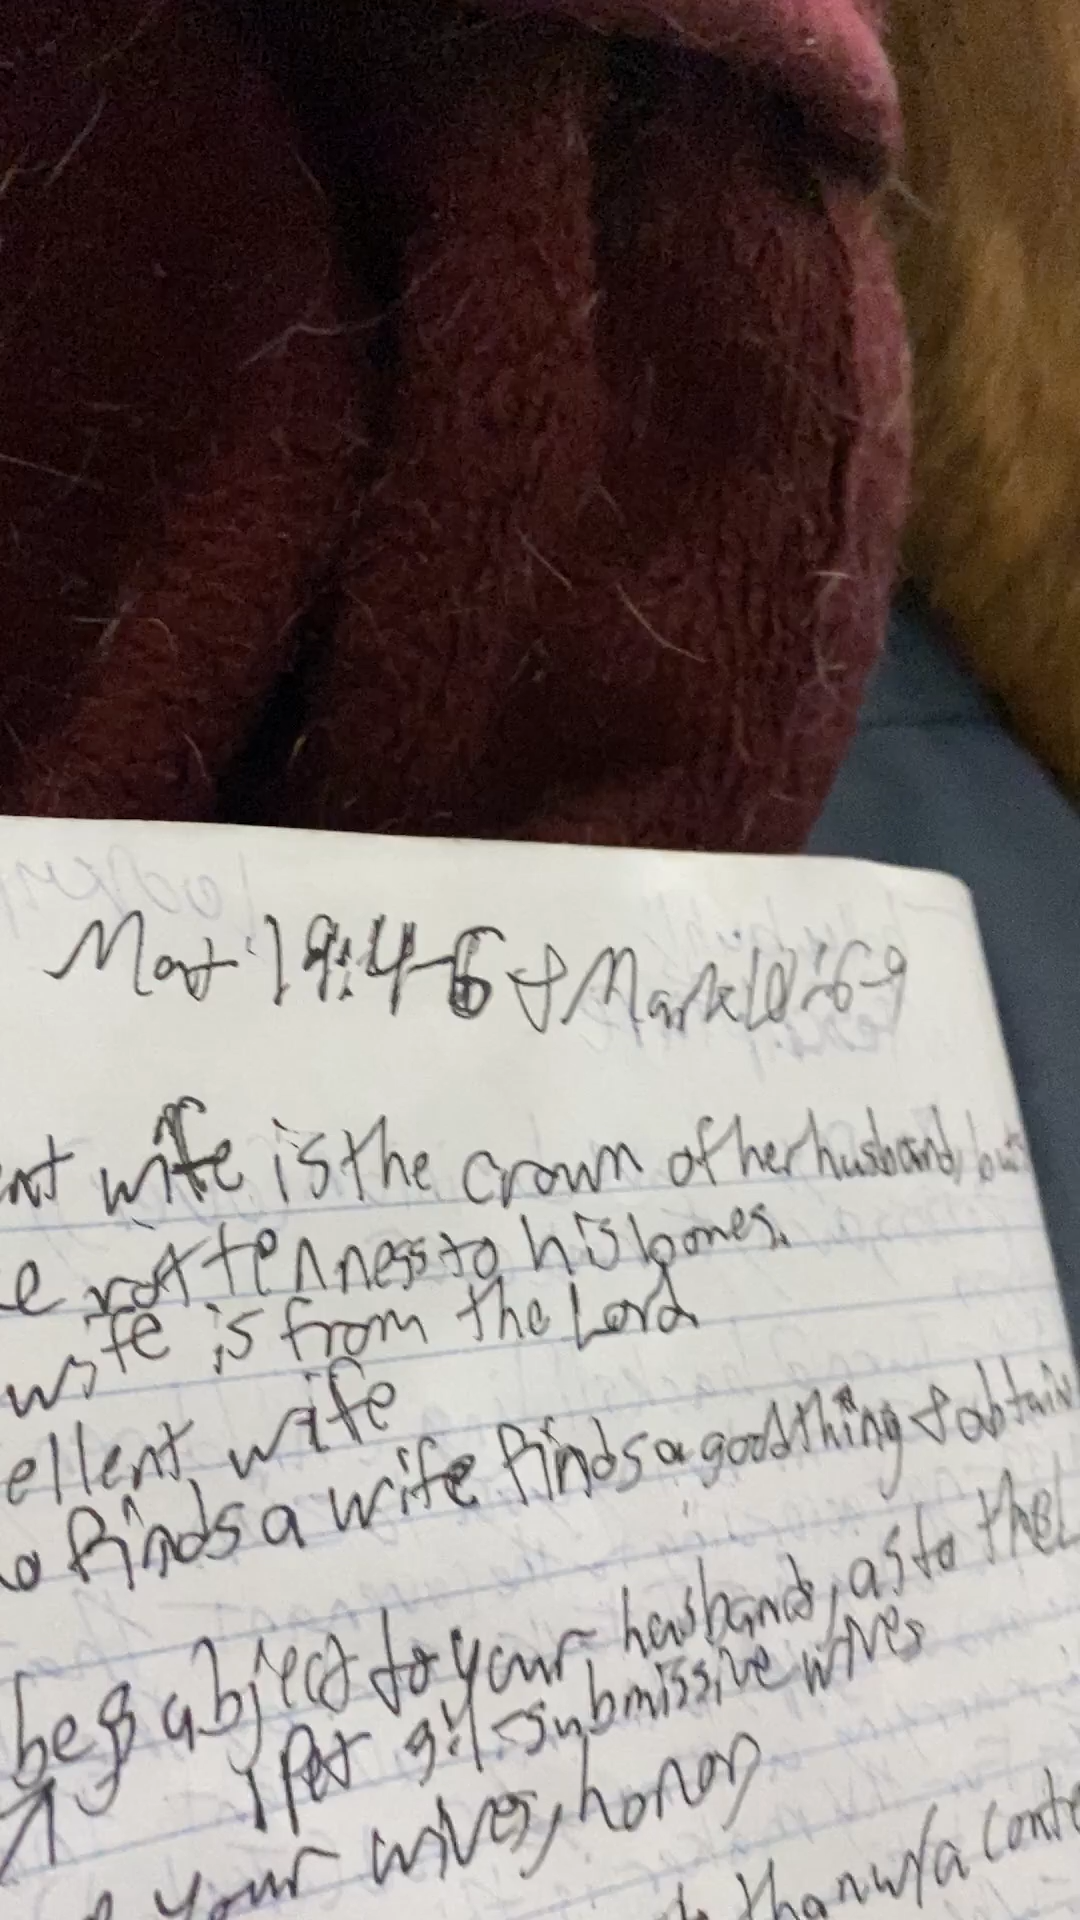 Mat 19:4-6 & Mark 10:6-9
wife is the crown of her husband, but
rottenness to his bones.
wife is from the Lord
ellent wife
finds a wife finds a good thing & obtain
be subject to your husbands, as to the L
1 Pet 3:1 - submissive wives
your wives, honor
than w/a conte